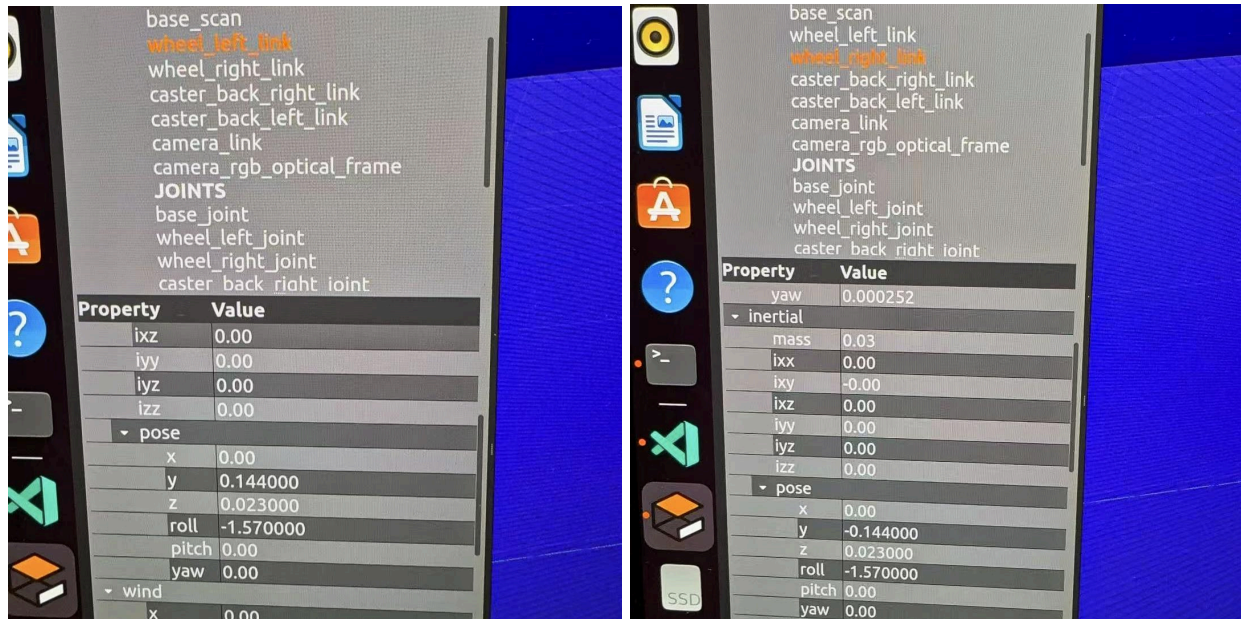 base_scan
wheel_left_link
wheel_right_link
caster_back_right_link
caster_back_left_link
camera_link
camera_rgb_optical_frame
JOINTS
base_joint
wheel_left_joint
wheel_right_joint
caster_back_right_joint
Property Value
ixz 0.00
iyy 0.00
iyz 0.00
izz 0.00
pose
x 0.00
y 0.144000
z 0.023000
roll -1.570000
pitch 0.00
yaw 0.00
wind
x 0.00
base_scan
wheel_left_link
wheel_right_link
caster_back_right_link
caster_back_left_link
camera_link
camera_rgb_optical_frame
JOINTS
base_joint
wheel_left_joint
wheel_right_joint
caster_back_right_joint
Property Value
yaw 0.000252
inertial
mass 0.03
ixx 0.00
ixy -0.00
ixz 0.00
iyy 0.00
iyz 0.00
izz 0.00
pose
x 0.00
y -0.144000
z 0.023000
roll -1.570000
pitch 0.00
yaw 0.00
A
?
>_
SSD